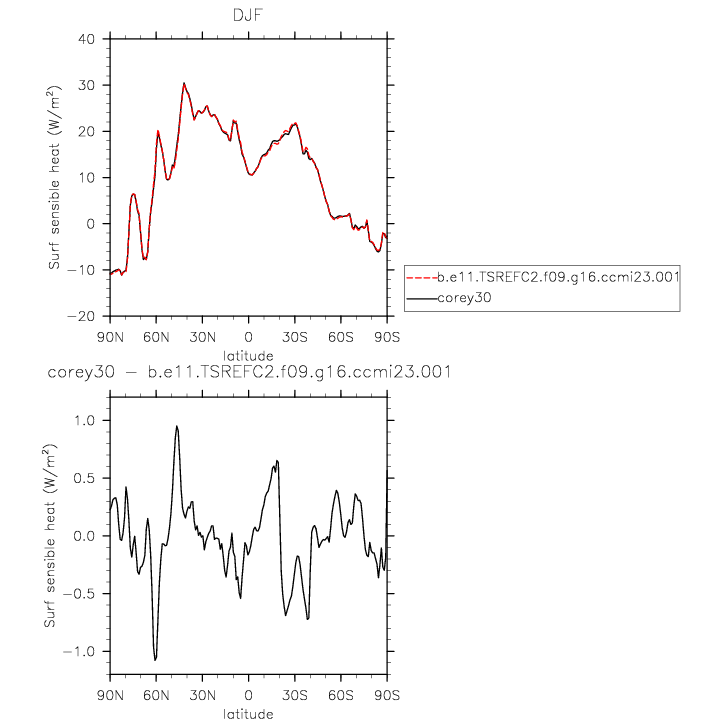 DJF
40
30
20
10
0
−10
−20
Surf sensible heat (W/m²)
90N 60N 30N 0 30S 60S 90S
latitude
b.e11.TSREFC2.f09.g16.ccmi23.001
corey30
corey30 − b.e11.TSREFC2.f09.g16.ccmi23.001
1.0
0.5
0.0
−0.5
−1.0
Surf sensible heat (W/m²)
90N 60N 30N 0 30S 60S 90S
latitude